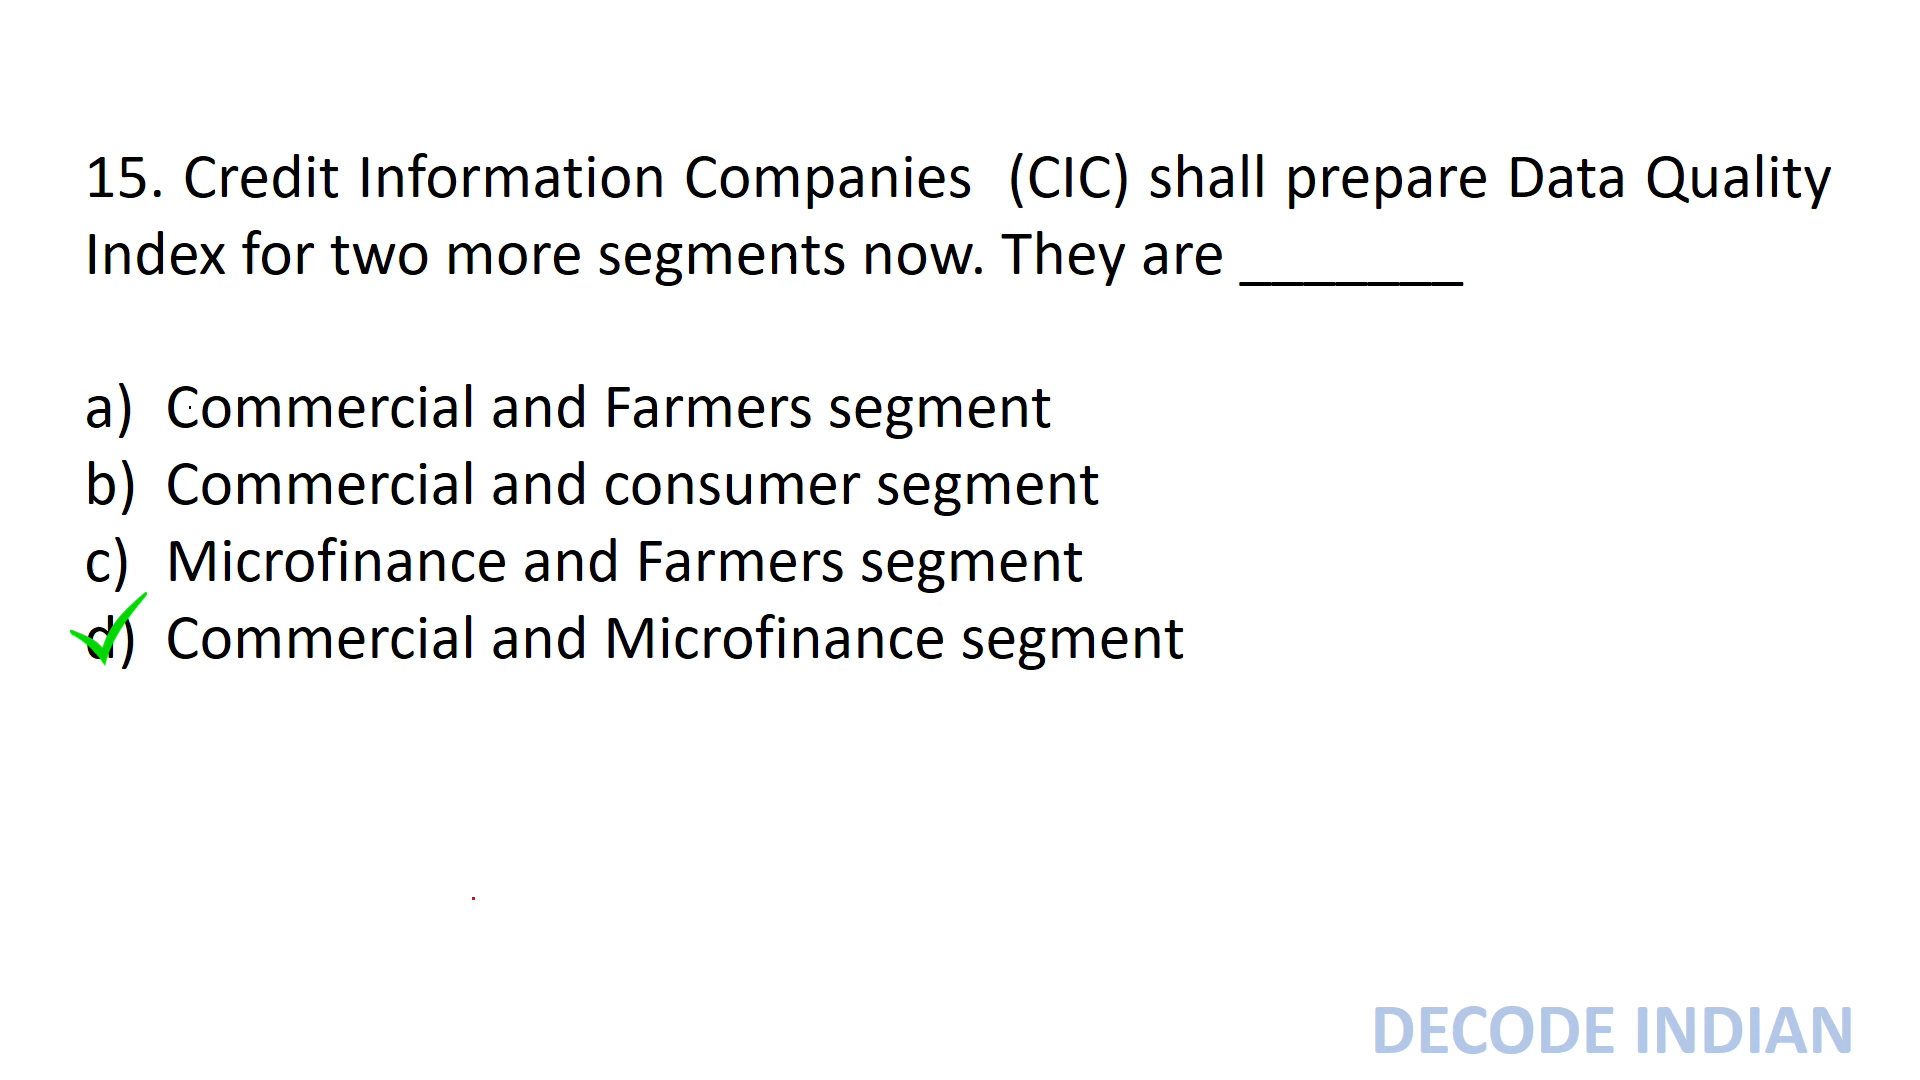 15. Credit Information Companies (CIC) shall prepare Data Quality
Index for two more segments now. They are _______
a) Commercial and Farmers segment
b) Commercial and consumer segment
c) Microfinance and Farmers segment
d) Commercial and Microfinance segment
DECODE INDIAN